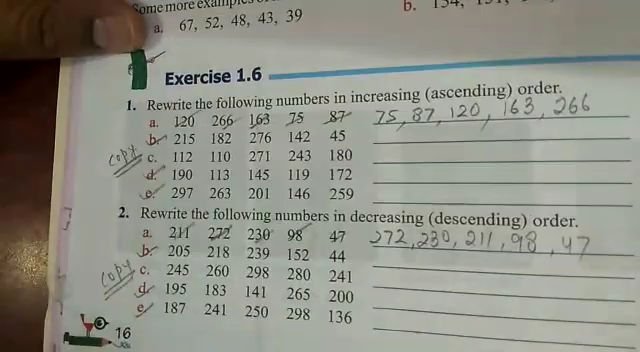 Some more examples
b. 154, 151,
a. 67, 52, 48, 43, 39
Exercise 1.6
1. Rewrite the following numbers in increasing (ascending) order.
a. 120 266 163 75 87 75, 87, 120, 163, 266
b. 215 182 276 142 45
copy c. 112 110 271 243 180
d. 190 113 145 119 172
e. 297 263 201 146 259
2. Rewrite the following numbers in decreasing (descending) order.
a. 211 272 230 98 47 272, 230, 211, 98, 47
b. 205 218 239 152 44
copy c. 245 260 298 280 241
d. 195 183 141 265 200
e. 187 241 250 298 136
16